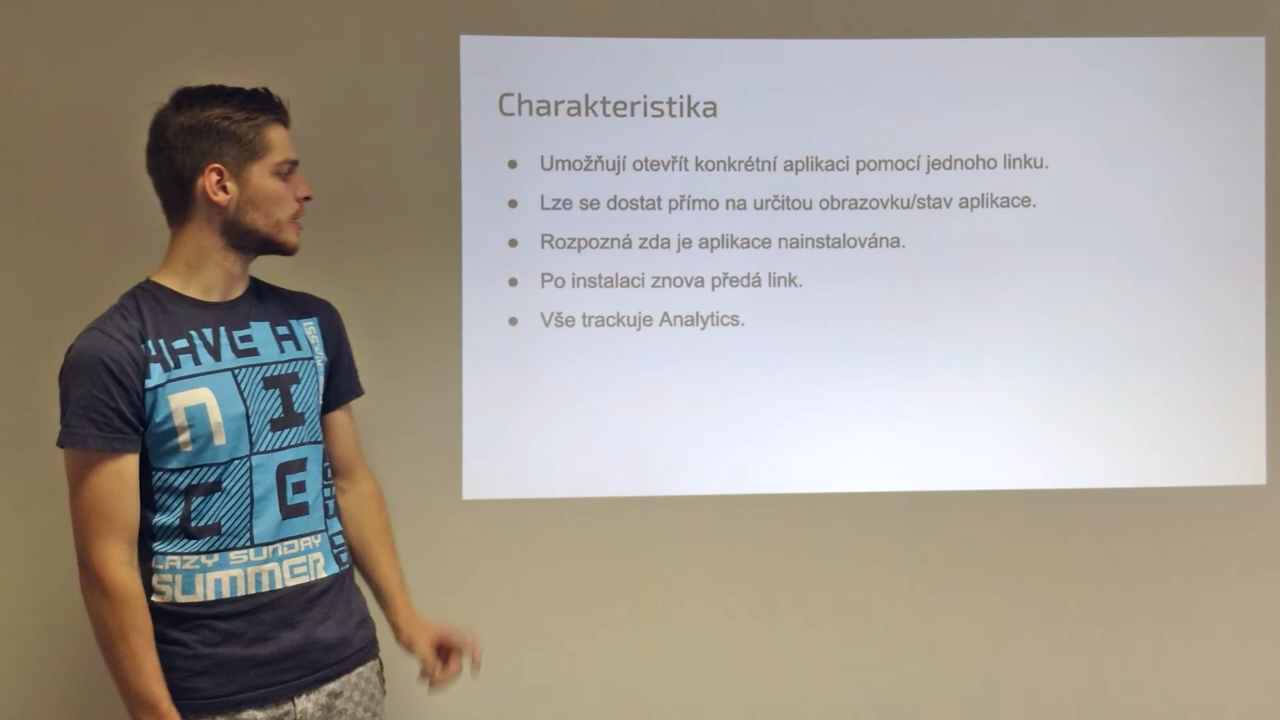 Charakteristika
● Umožňují otevřít konkrétní aplikaci pomocí jednoho linku.
● Lze se dostat přímo na určitou obrazovku/stav aplikace.
● Rozpozná zda je aplikace nainstalována.
● Po instalaci znova předá link.
● Vše trackuje Analytics.
HAVE A
N I
C E
LAZY SUNDAY
SUMMER